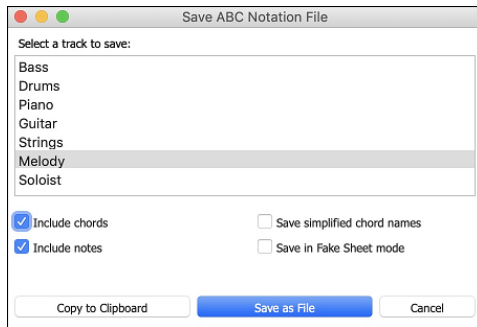 Save ABC Notation File
Select a track to save:
Bass
Drums
Piano
Guitar
Strings
Melody
Soloist
Include chords
Save simplified chord names
Include notes
Save in Fake Sheet mode
Copy to Clipboard
Save as File
Cancel